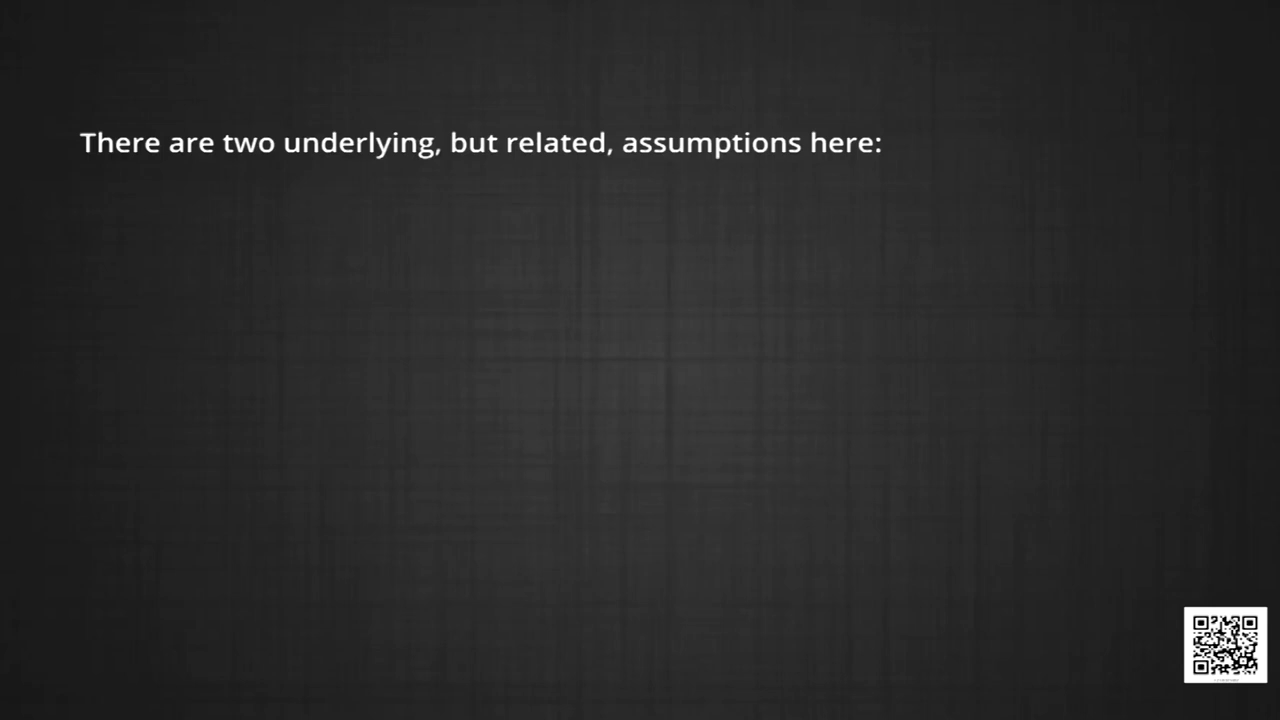 There are two underlying, but related, assumptions here: